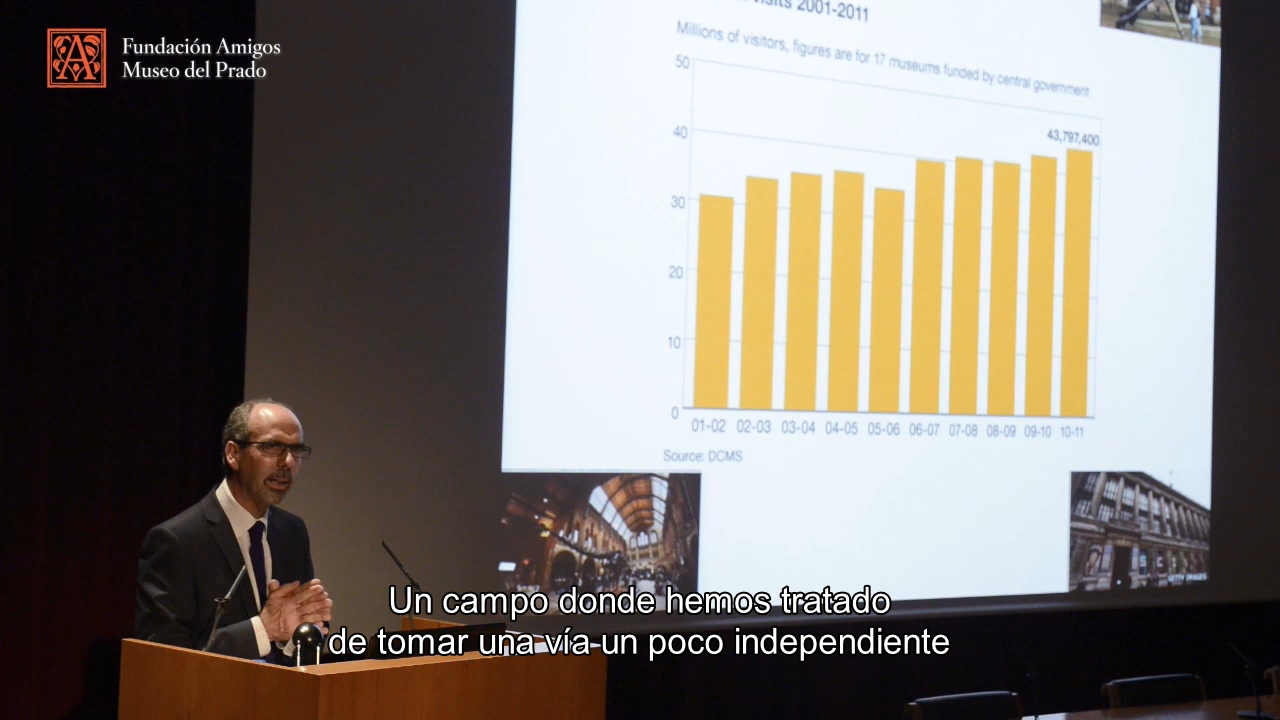 Fundación Amigos
Museo del Prado
visits 2001-2011
Millions of visitors, figures are for 17 museums funded by central government
50
40
30
20
10
0
43,797,400
01-02 02-03 03-04 04-05 05-06 06-07 07-08 08-09 09-10 10-11
Source: DCMS
GETTY IMAGES
Un campo donde hemos tratado
de tomar una vía un poco independiente